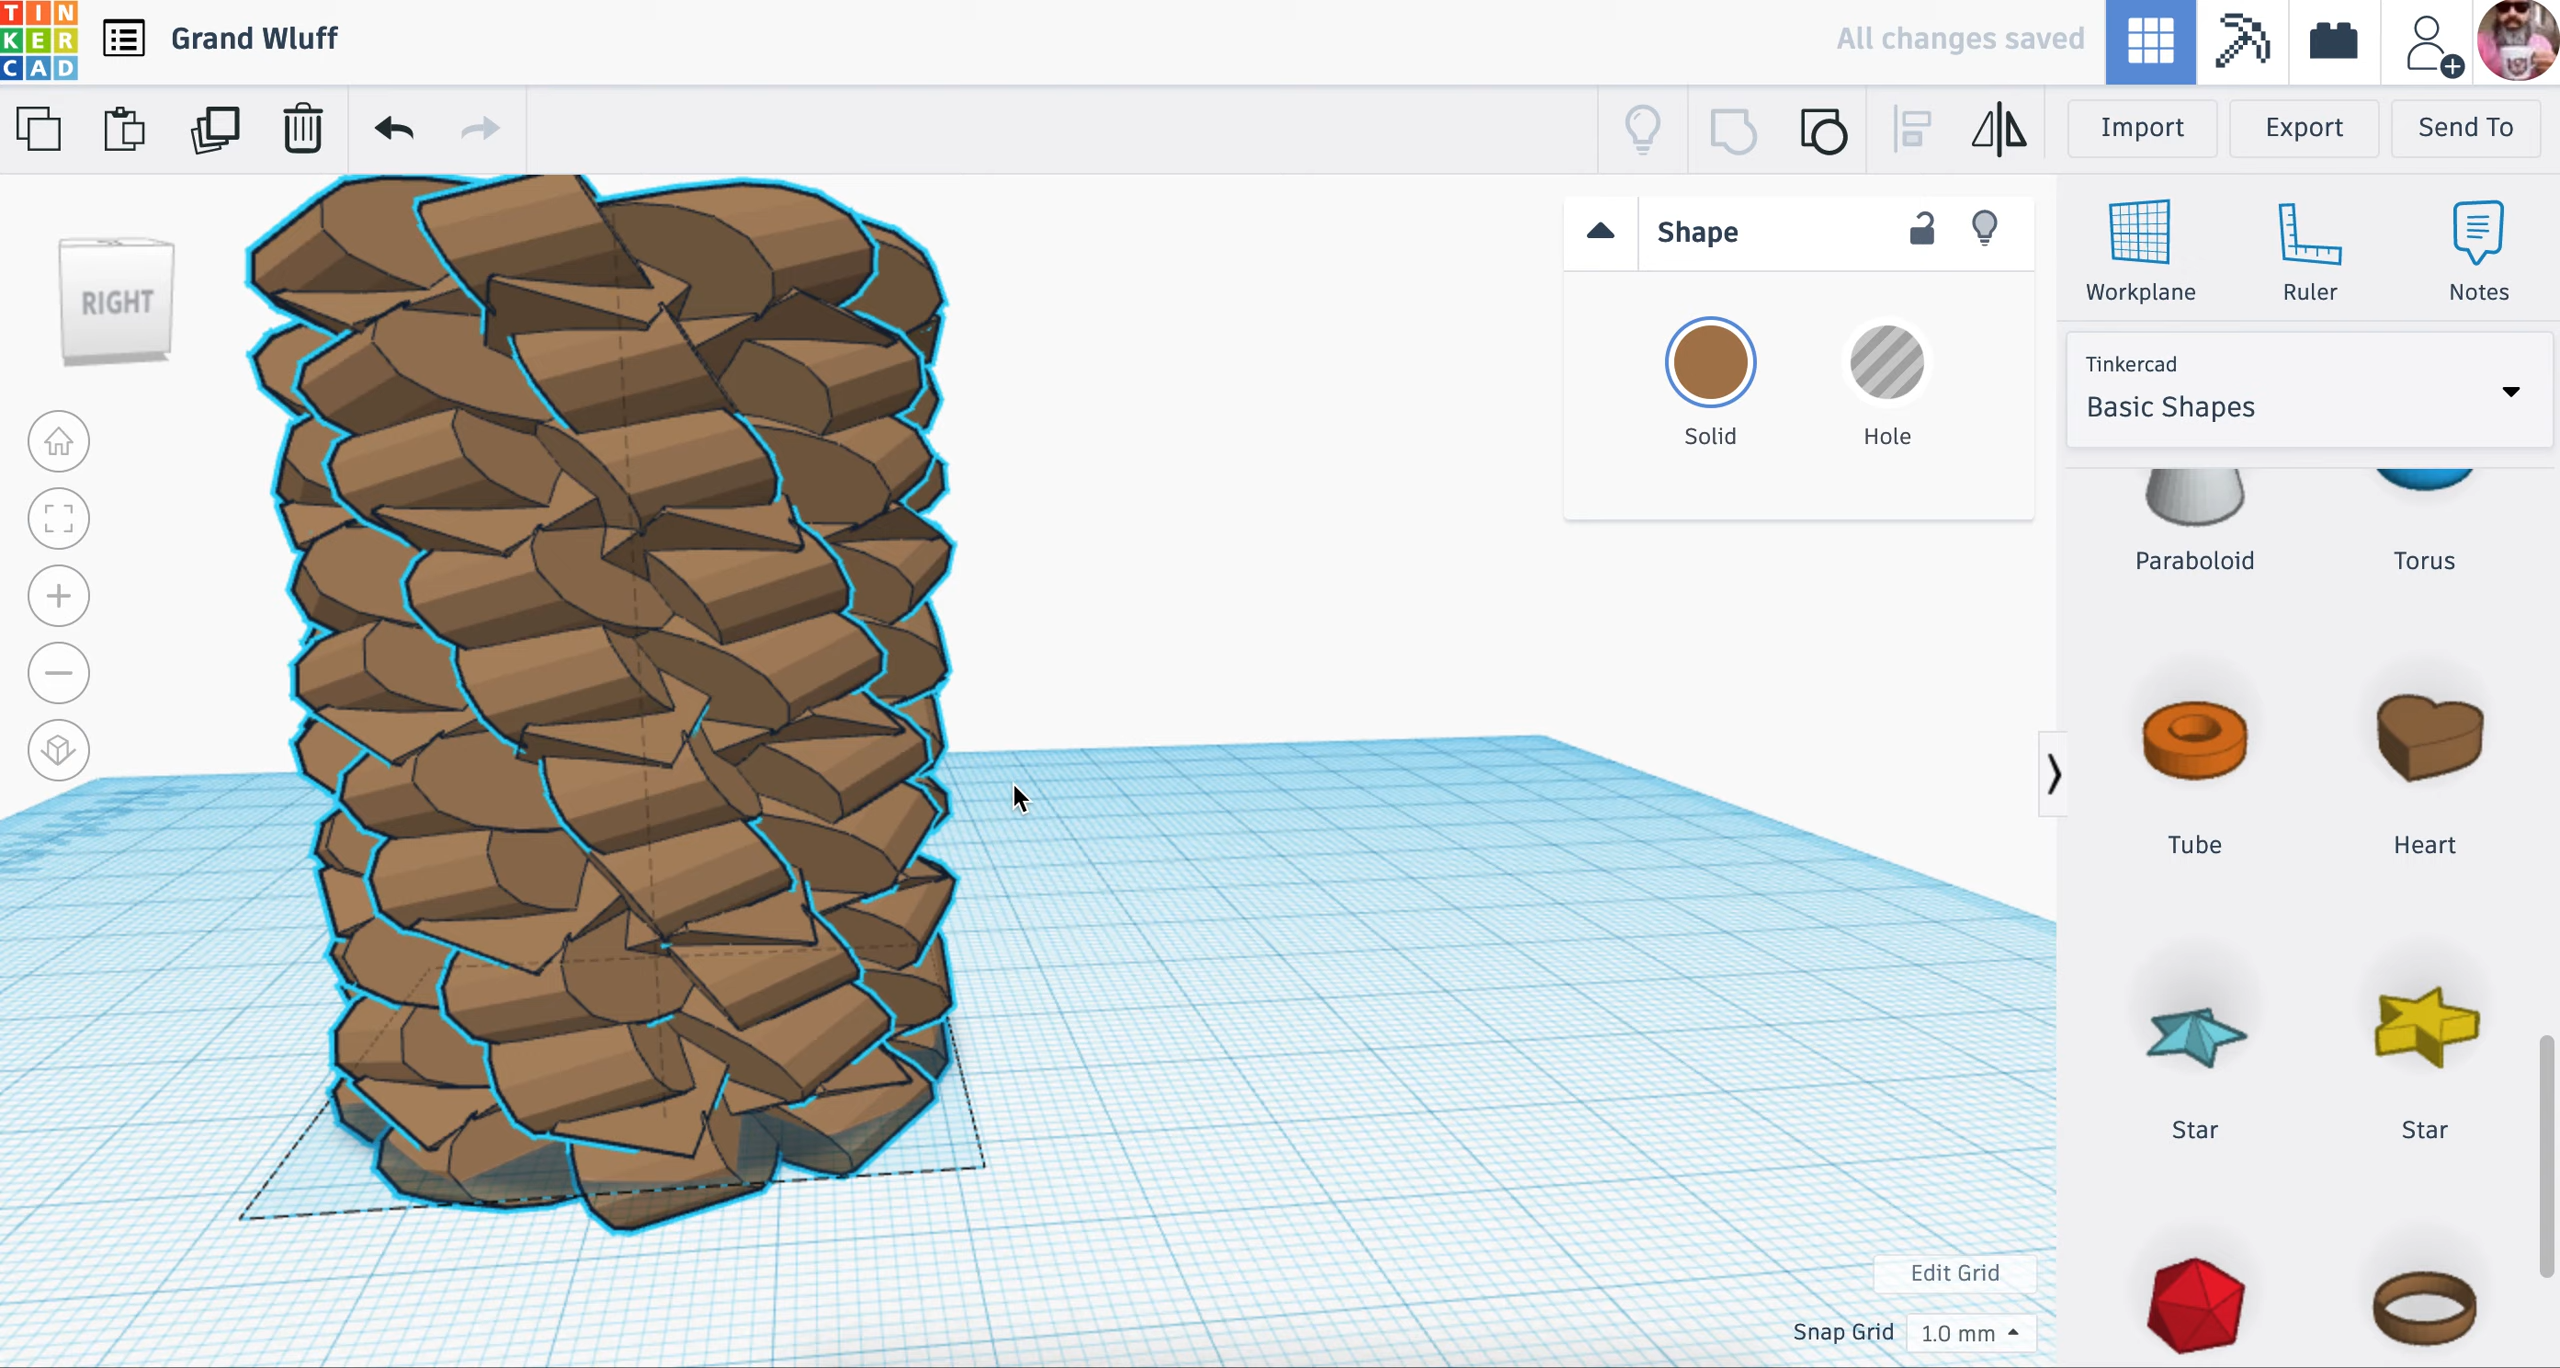 TIN
KER
CAD
Grand Wluff
All changes saved
Import
Export
Send To
RIGHT
Shape
Solid
Hole
Workplane
Ruler
Notes
Tinkercad
Basic Shapes
Paraboloid
Torus
Tube
Heart
Star
Star
Edit Grid
Snap Grid
1.0 mm